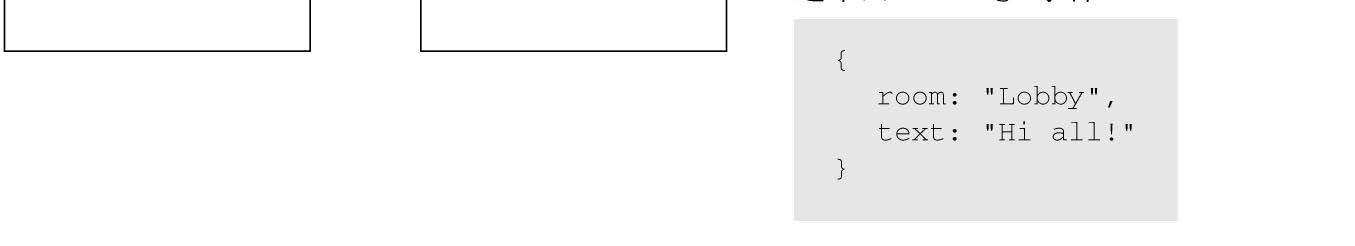 {
room: "Lobby",
text: "Hi all!"
}